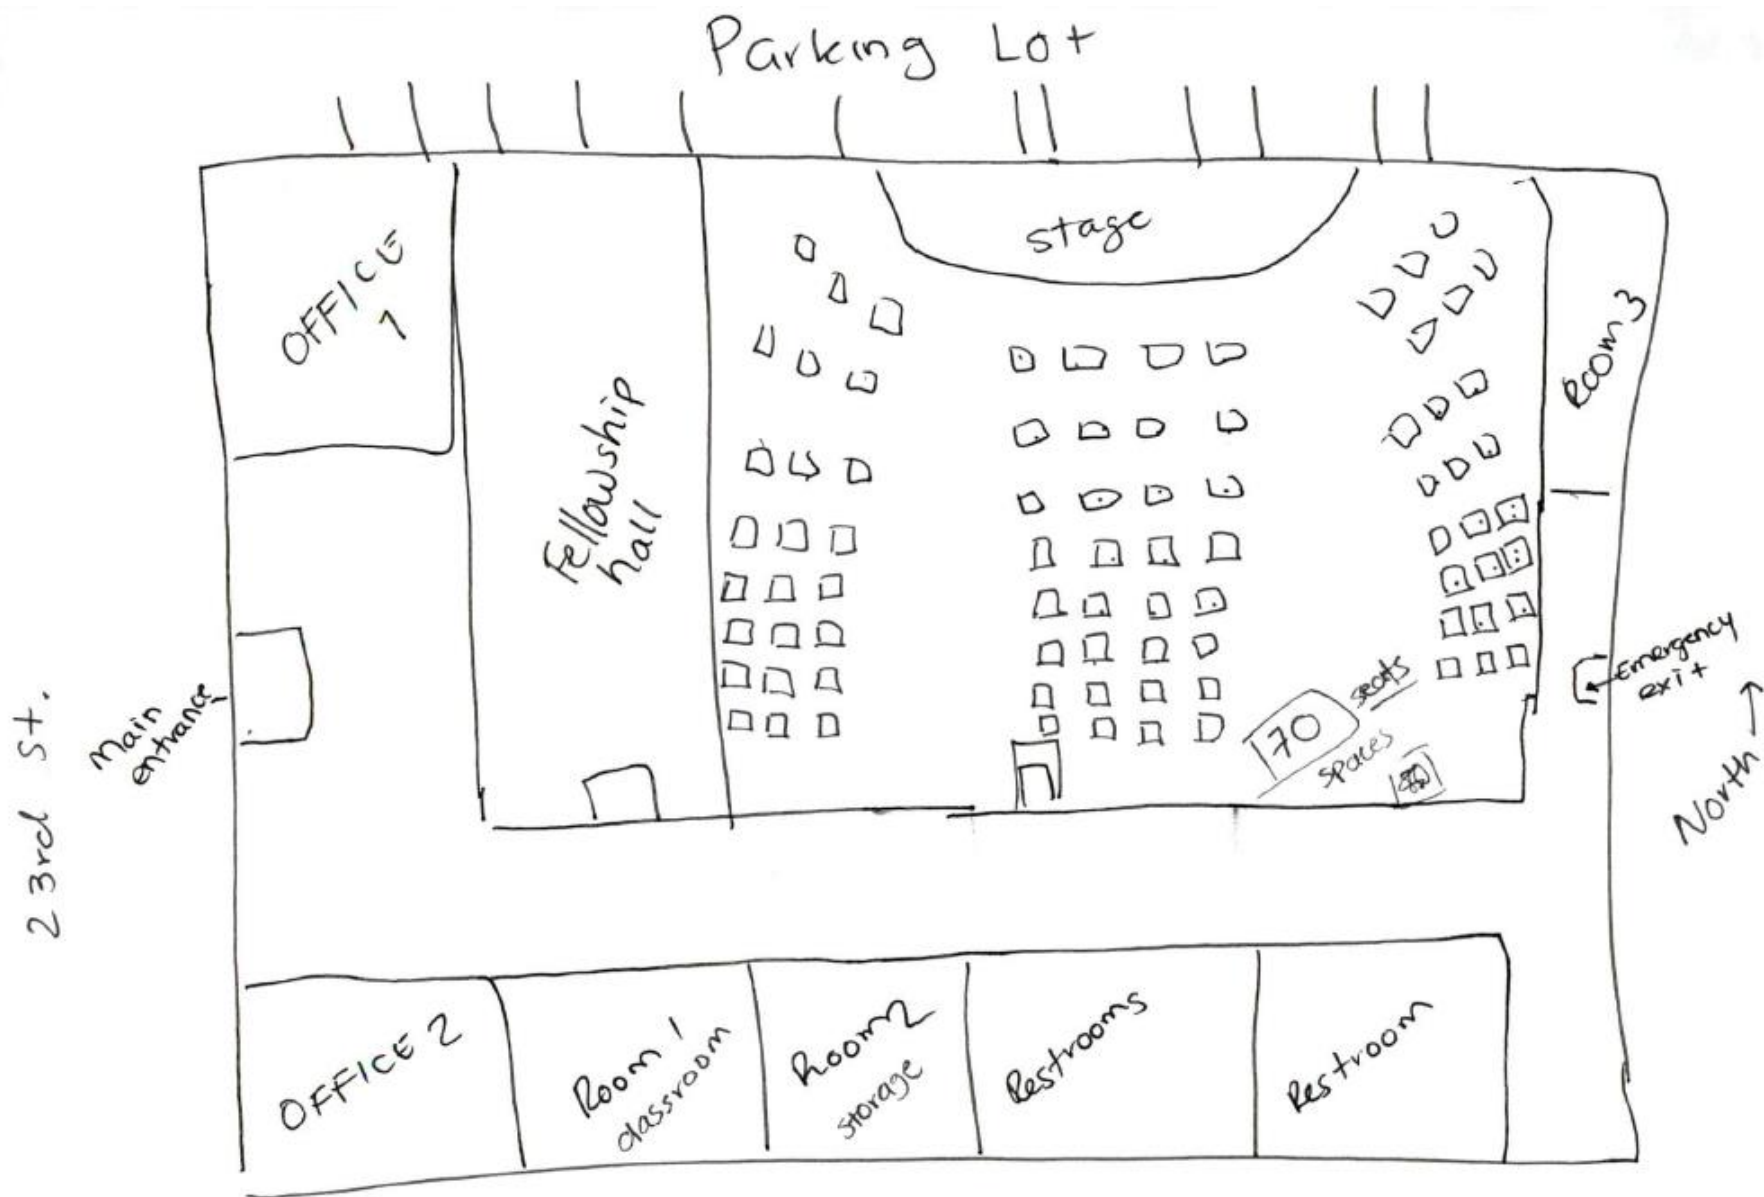 Parking Lot
OFFICE
1
stage
Fellowship
hall
Room 3
Main
entrance
23rd St.
70
seats
spaces
Emergency
exit
North
OFFICE 2
Room 1
classroom
Room 2
storage
Restrooms
Restroom